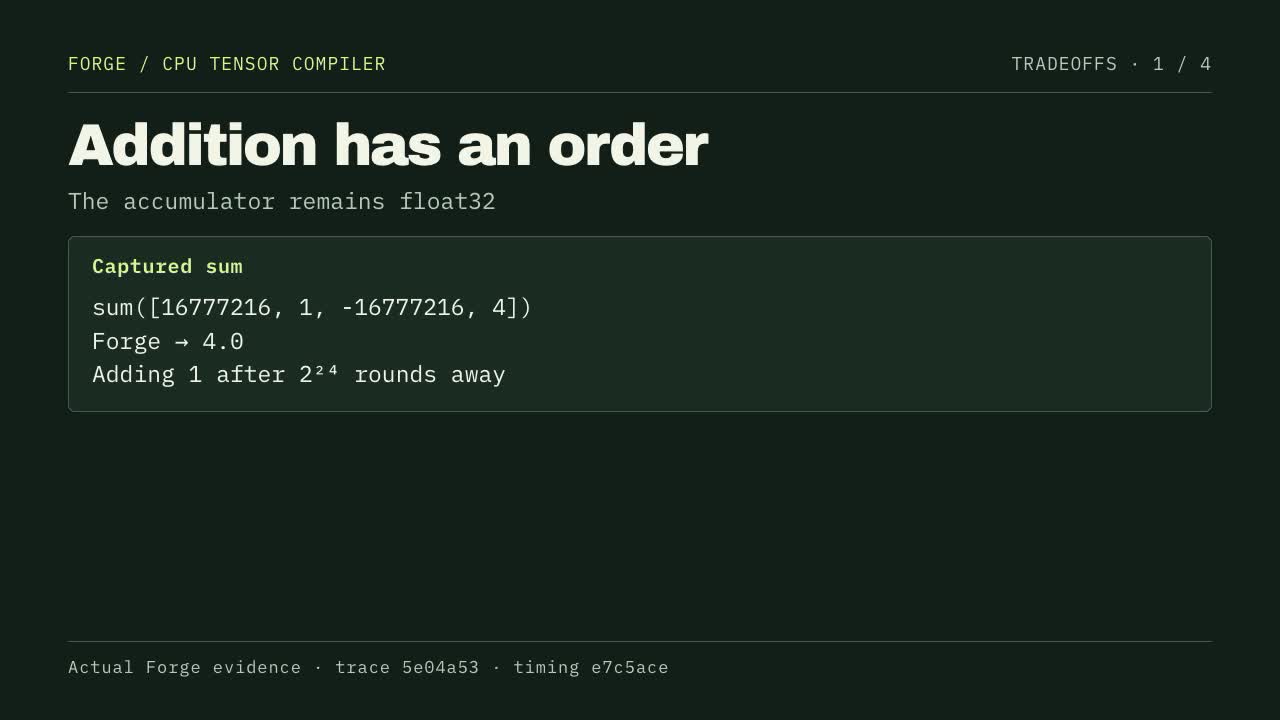 FORGE / CPU TENSOR COMPILER
TRADEOFFS · 1 / 4
Addition has an order
The accumulator remains float32
Captured sum
sum([16777216, 1, -16777216, 4])
Forge → 4.0
Adding 1 after 2²⁴ rounds away
Actual Forge evidence · trace 5e04a53 · timing e7c5ace